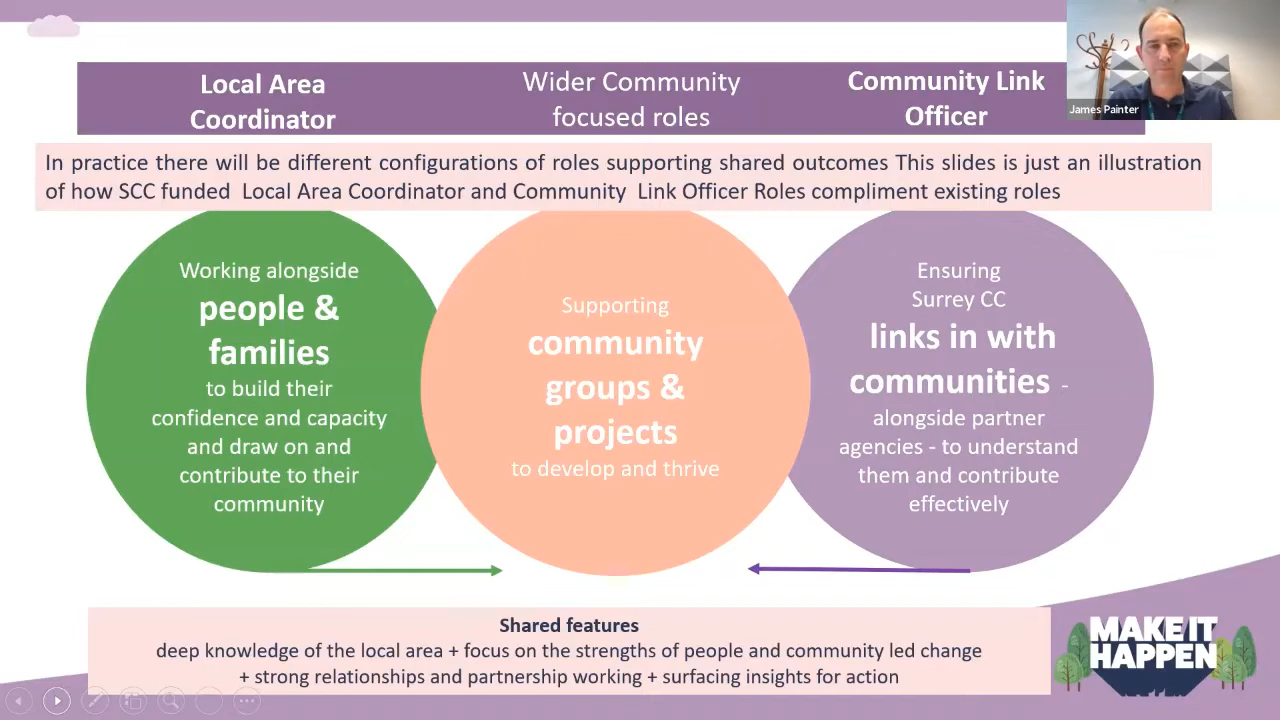 Local Area
Coordinator
Wider Community
focused roles
Community Link
Officer
James Painter
In practice there will be different configurations of roles supporting shared outcomes This slides is just an illustration
of how SCC funded Local Area Coordinator and Community Link Officer Roles compliment existing roles
Working alongside
people &
families
to build their
confidence and capacity
and draw on and
contribute to their
community
Supporting
community
groups &
projects
to develop and thrive
Ensuring
Surrey CC
links in with
communities -
alongside partner
agencies - to understand
them and contribute
effectively
Shared features
deep knowledge of the local area + focus on the strengths of people and community led change
+ strong relationships and partnership working + surfacing insights for action
MAKE IT
HAPPEN